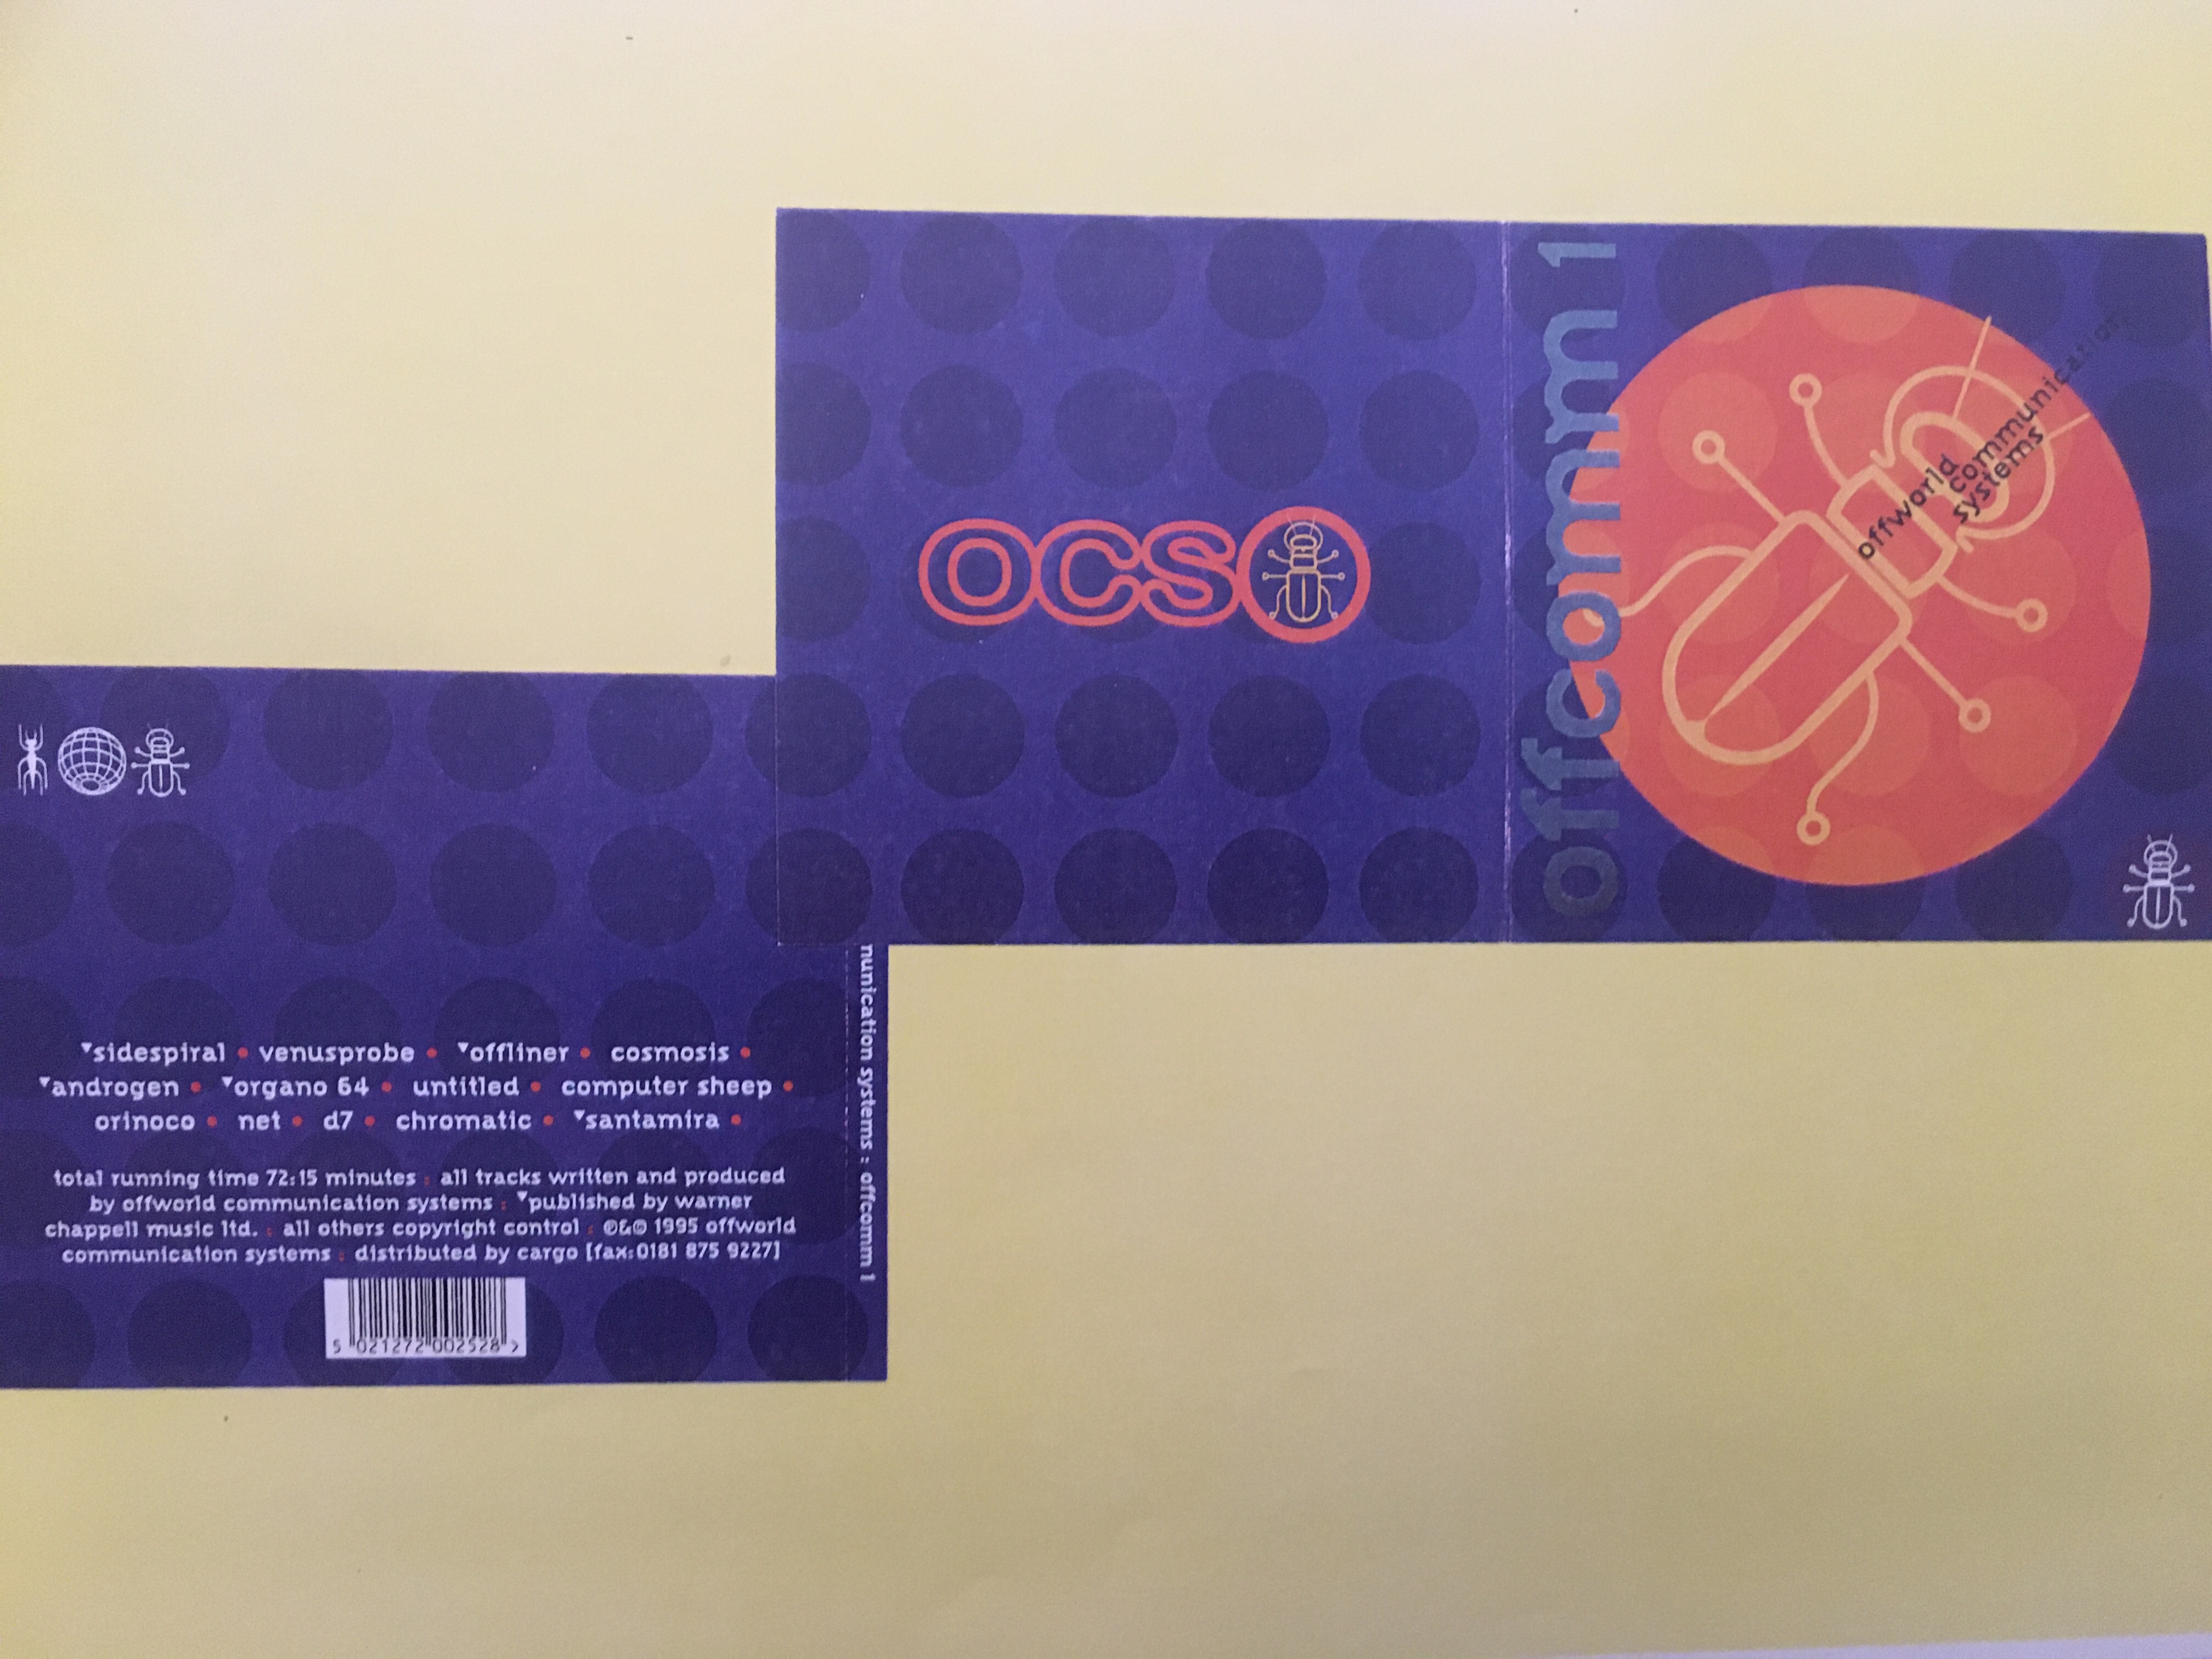 OCS
offcomm 1
offworld
communication
systems
▾sidespiral • venusprobe • ▾offliner • cosmosis •
▾androgen • ▾organo 64 • untitled • computer sheep •
orinoco • net • d7 • chromatic • ▾santamira •
total running time 72:15 minutes : all tracks written and produced
by offworld communication systems : ▾published by warner
chappell music ltd. : all others copyright control : ℗&© 1995 offworld
communication systems : distributed by cargo [fax:0181 875 9227]
5 021272 002528 >
nunication systems : offcomm 1